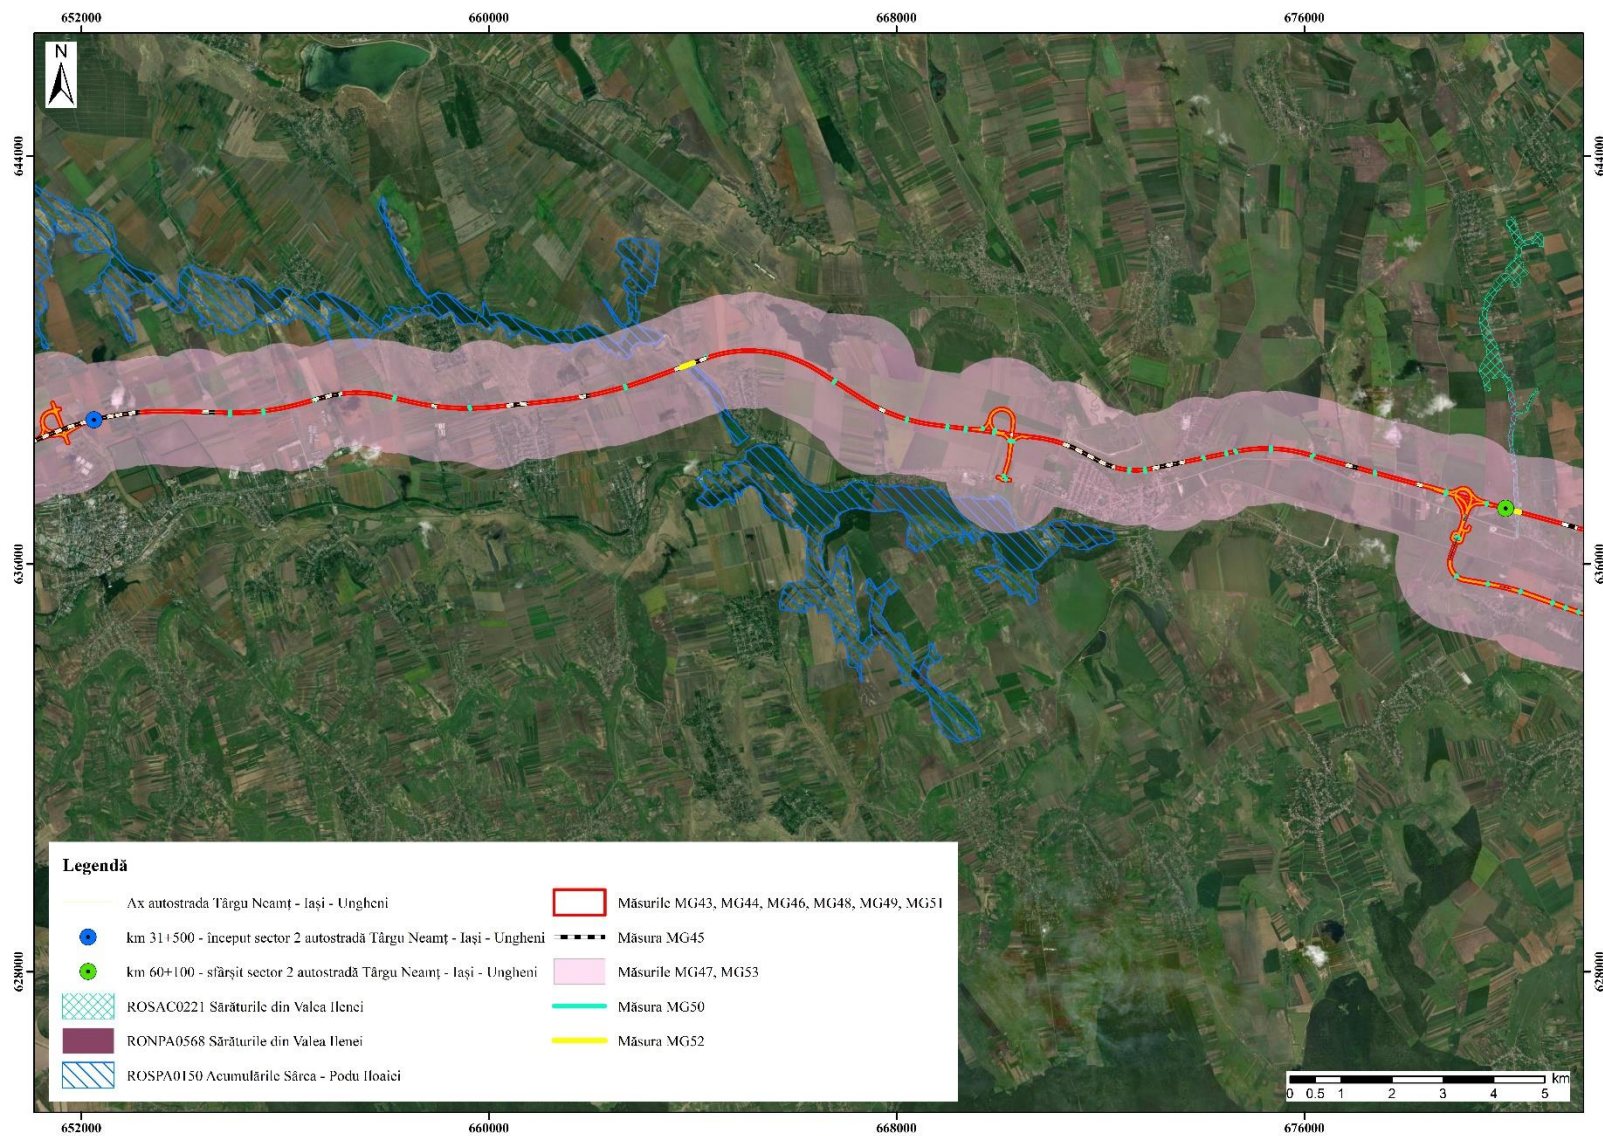 652000 660000 668000 676000
N
644000 644000
636000 636000
628000 628000
Legendă
Ax autostrada Târgu Neamț - Iași - Ungheni
km 31+500 - început sector 2 autostradă Târgu Neamț - Iași - Ungheni
km 60+100 - sfârșit sector 2 autostradă Târgu Neamț - Iași - Ungheni
ROSAC0221 Sărăturile din Valea Ilenei
RONPA0568 Sărăturile din Valea Ilenei
ROSPA0150 Acumulările Sârca - Podu Iloaiei
Măsurile MG43, MG44, MG46, MG48, MG49, MG51
Măsura MG45
Măsurile MG47, MG53
Măsura MG50
Măsura MG52
km
0 0.5 1 2 3 4 5
652000 660000 668000 676000